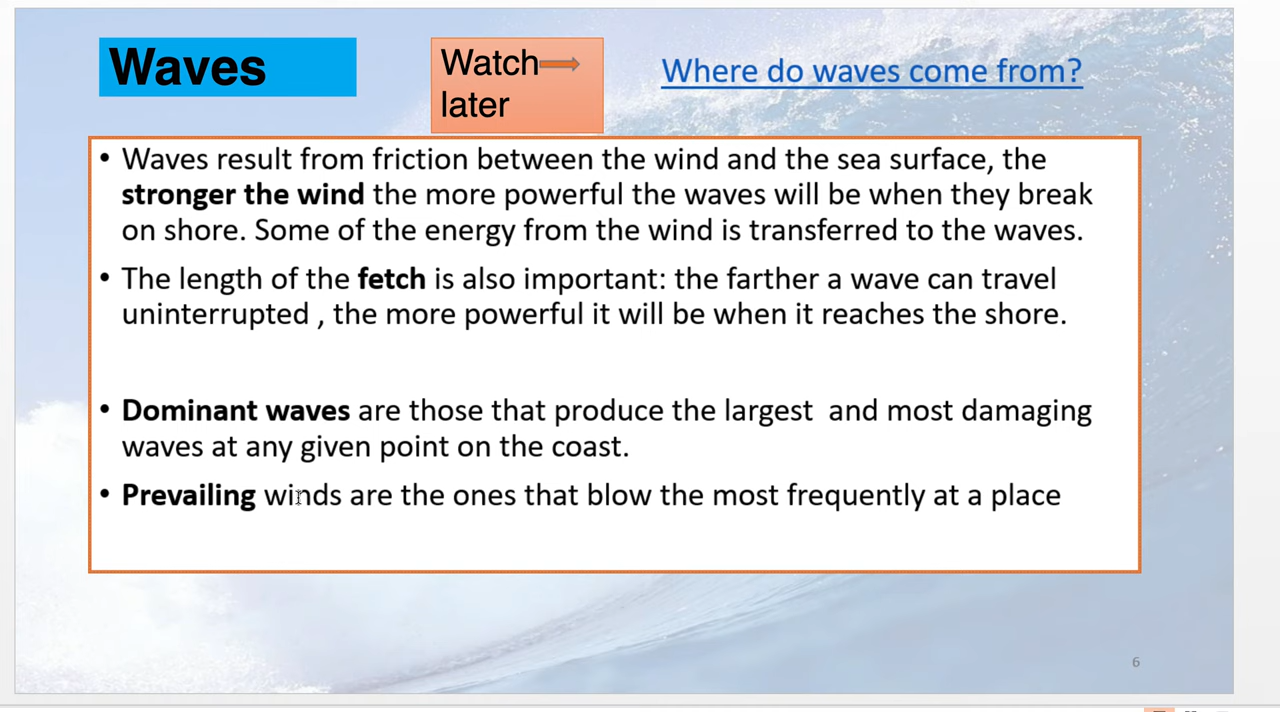 Waves
Watch
later
Where do waves come from?
• Waves result from friction between the wind and the sea surface, the
stronger the wind the more powerful the waves will be when they break
on shore. Some of the energy from the wind is transferred to the waves.
• The length of the fetch is also important: the farther a wave can travel
uninterrupted , the more powerful it will be when it reaches the shore.
• Dominant waves are those that produce the largest  and most damaging
waves at any given point on the coast.
• Prevailing winds are the ones that blow the most frequently at a place
6